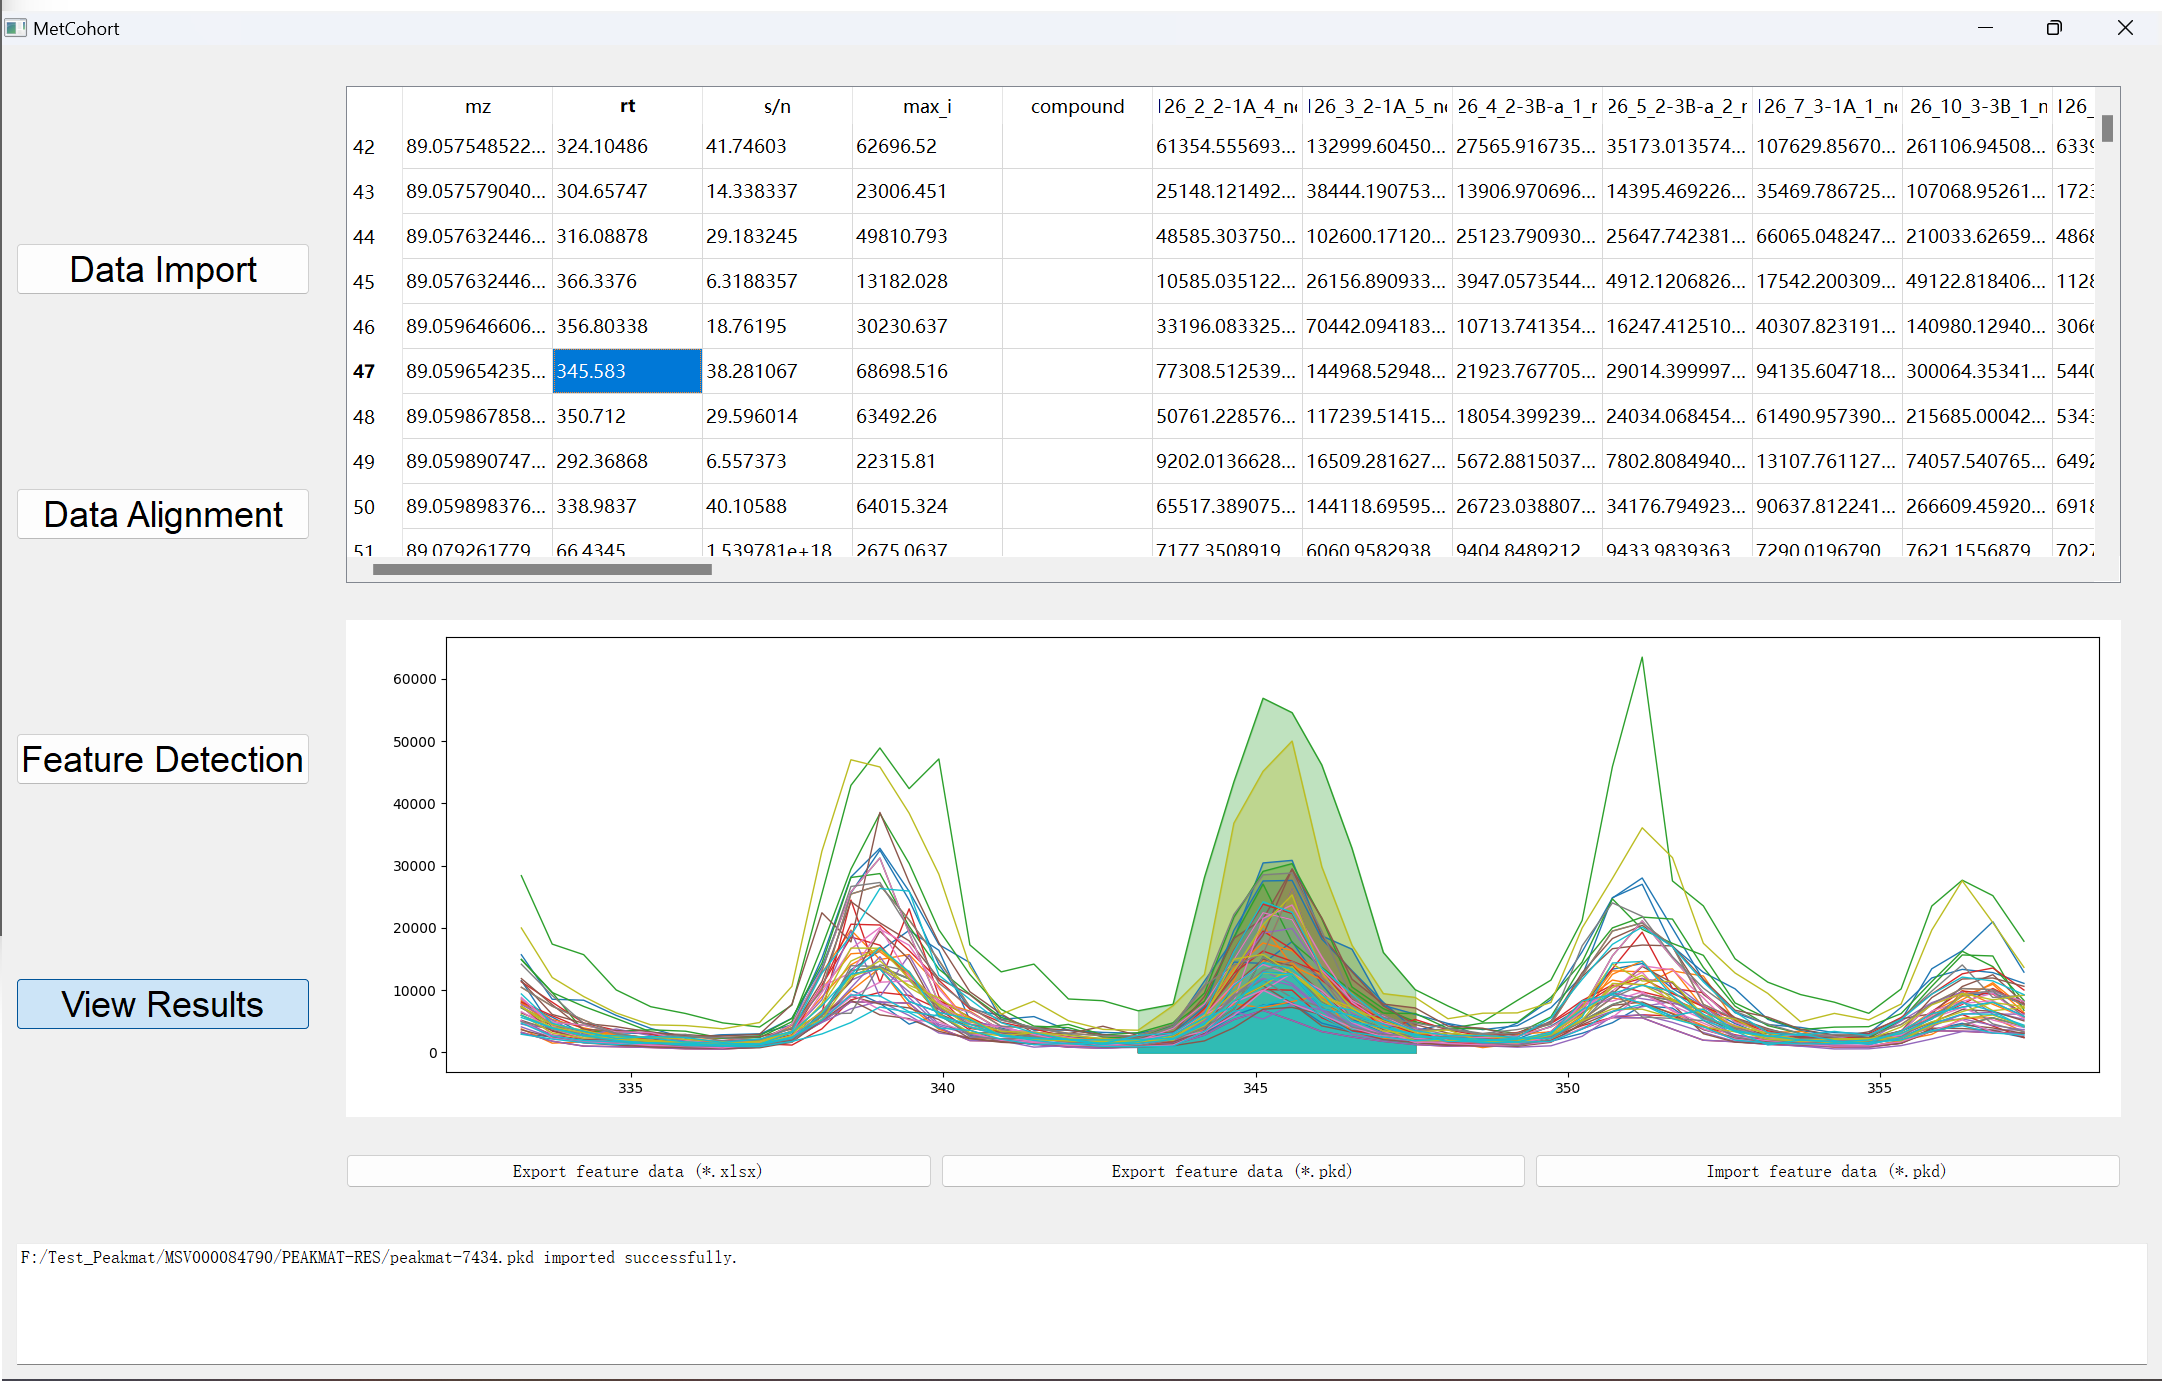 MetCohort
mz rt s/n max_i compound I26_2_2-1A_4_n I26_3_2-1A_5_n 26_4_2-3B-a_1_r 26_5_2-3B-a_2_r I26_7_3-1A_1_n 26_10_3-3B_1_n I26_
42 89.057548522... 324.10486 41.74603 62696.52 61354.555693... 132999.60450... 27565.916735... 35173.013574... 107629.85670... 261106.94508... 6339
43 89.057579040... 304.65747 14.338337 23006.451 25148.121492... 38444.190753... 13906.970696... 14395.469226... 35469.786725... 107068.95261... 1723
44 89.057632446... 316.08878 29.183245 49810.793 48585.303750... 102600.17120... 25123.790930... 25647.742381... 66065.048247... 210033.62659... 4868
45 89.057632446... 366.3376 6.3188357 13182.028 10585.035122... 26156.890933... 3947.0573544... 4912.1206826... 17542.200309... 49122.818406... 1128
46 89.059646606... 356.80338 18.76195 30230.637 33196.083325... 70442.094183... 10713.741354... 16247.412510... 40307.823191... 140980.12940... 3066
47 89.059654235... 345.583 38.281067 68698.516 77308.512539... 144968.52948... 21923.767705... 29014.399997... 94135.604718... 300064.35341... 5440
48 89.059867858... 350.712 29.596014 63492.26 50761.228576... 117239.51415... 18054.399239... 24034.068454... 61490.957390... 215685.00042... 5343
49 89.059890747... 292.36868 6.557373 22315.81 9202.0136628... 16509.281627... 5672.8815037... 7802.8084940... 13107.761127... 74057.540765... 6492
50 89.059898376... 338.9837 40.10588 64015.324 65517.389075... 144118.69595... 26723.038807... 34176.794923... 90637.812241... 266609.45920... 6918
51 89.079261779 66.4345 1.539781e+18 2675.0637 7177.3508919 6060.9582938 9404.8489212 9433.9839363 7290.0196790 7621.1556879 7027
Data Import
Data Alignment
Feature Detection
View Results
60000
50000
40000
30000
20000
10000
0
335 340 345 350 355
Export feature data (*.xlsx) Export feature data (*.pkd) Import feature data (*.pkd)
F:/Test_Peakmat/MSV000084790/PEAKMAT-RES/peakmat-7434.pkd imported successfully.